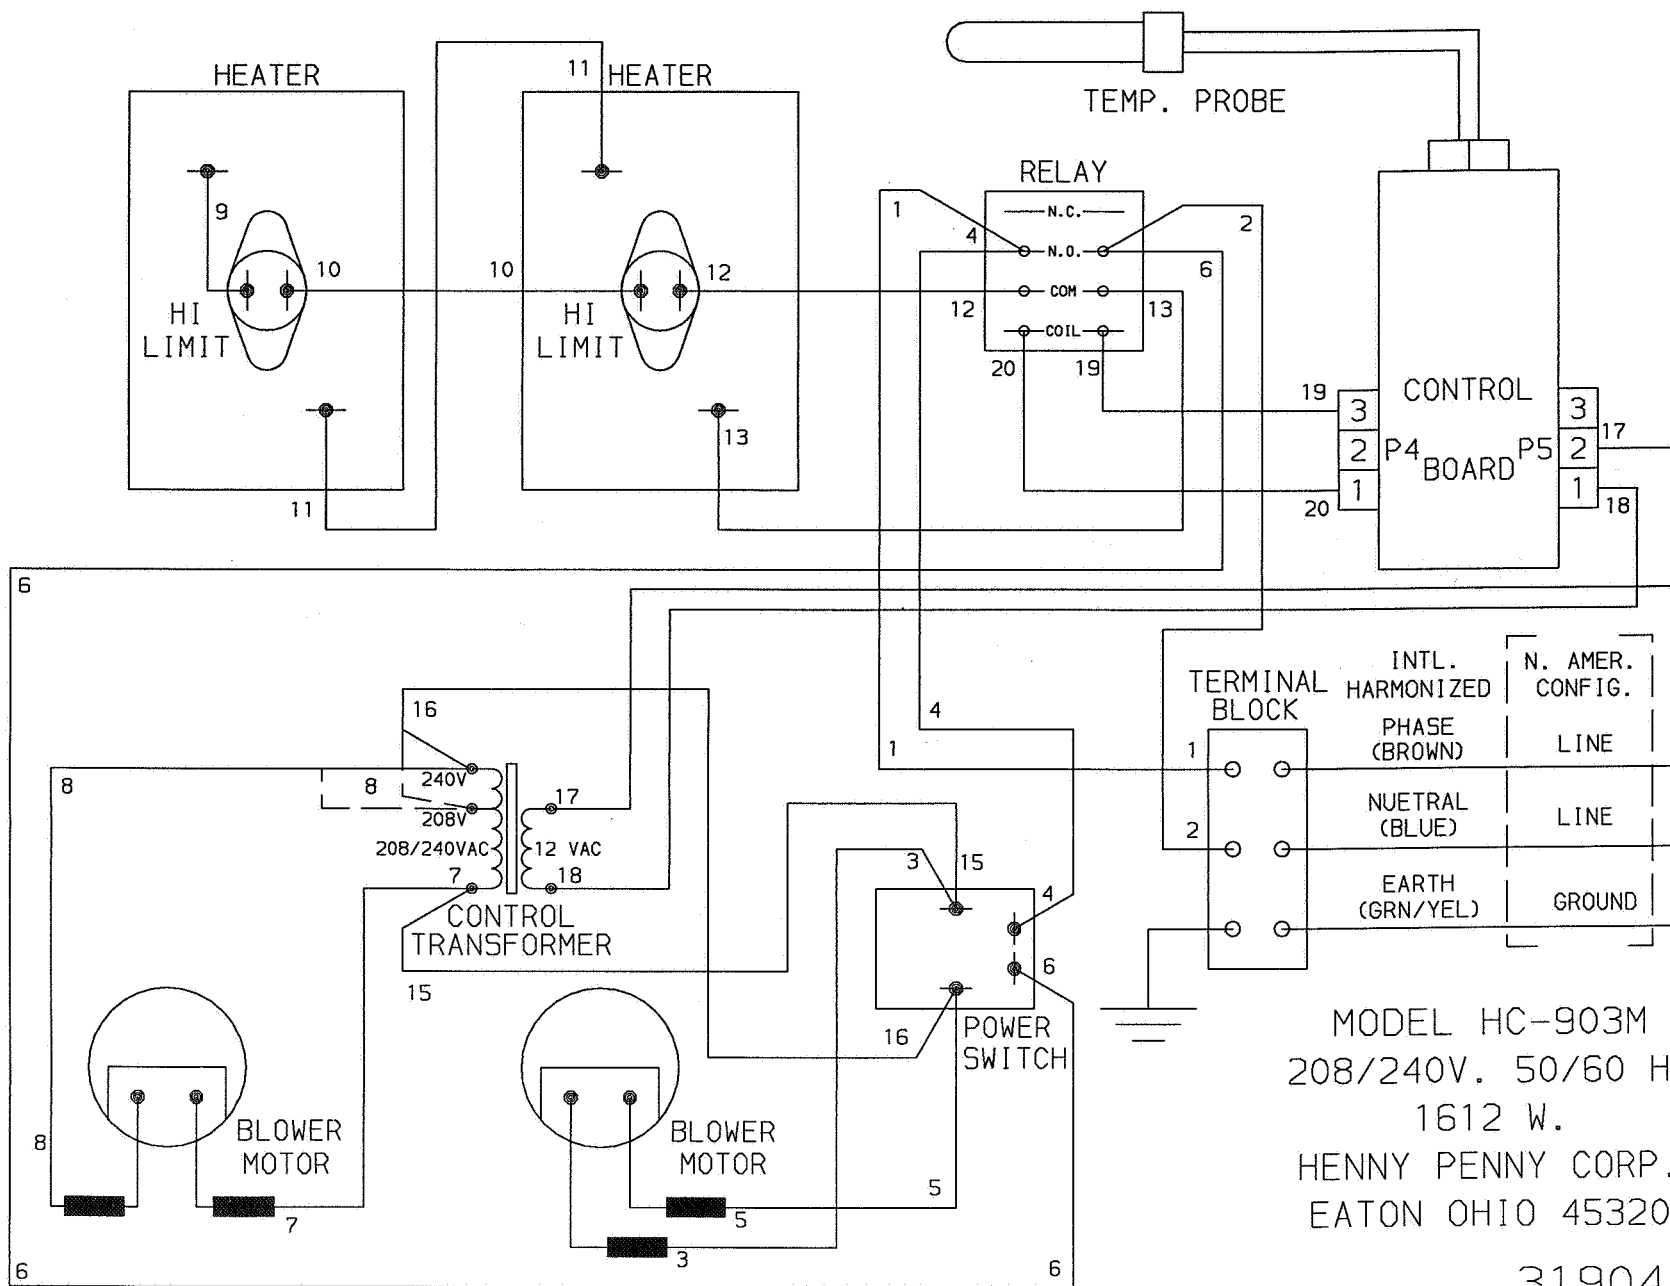 HEATER
11
HEATER
TEMP. PROBE
9
10
HI
LIMIT
11
10
12
HI
LIMIT
13
RELAY
1
N.C.
2
4
N.O.
6
12
COM
13
COIL
20
19
19
3
2
1
P4
20
CONTROL
BOARD
P5
3
2
1
17
18
6
16
4
1
8
240V
8
208V
17
208/240VAC
12 VAC
7
18
CONTROL
TRANSFORMER
15
3
15
4
6
16
POWER
SWITCH
TERMINAL
BLOCK
1
2
INTL.
HARMONIZED
PHASE
(BROWN)
NUETRAL
(BLUE)
EARTH
(GRN/YEL)
N. AMER.
CONFIG.
LINE
LINE
GROUND
8
BLOWER
MOTOR
7
BLOWER
MOTOR
5
5
3
6
6
MODEL HC-903M
208/240V. 50/60 H
1612 W.
HENNY PENNY CORP.
EATON OHIO 45320
31904